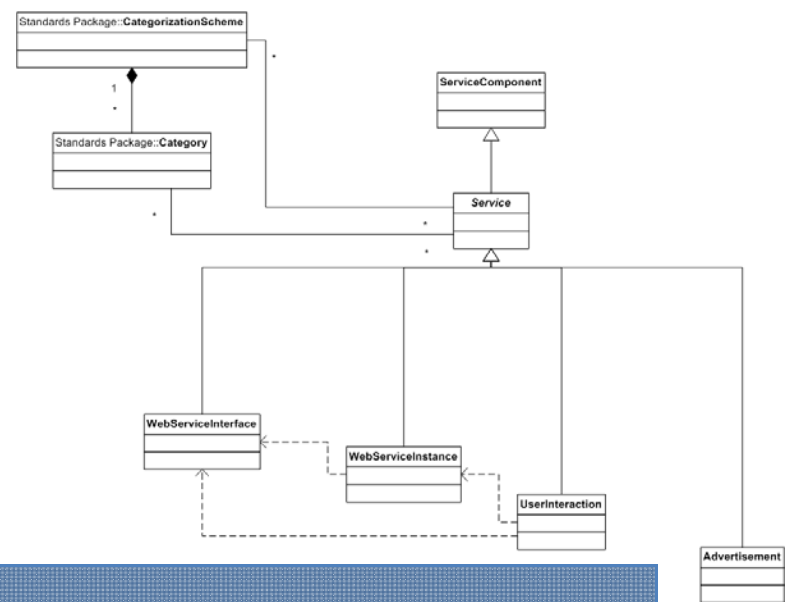 Standards Package::CategorizationScheme
*
1
*
ServiceComponent
Standards Package::Category
Service
*
*
*
WebServiceInterface
WebServiceInstance
UserInteraction
Advertisement